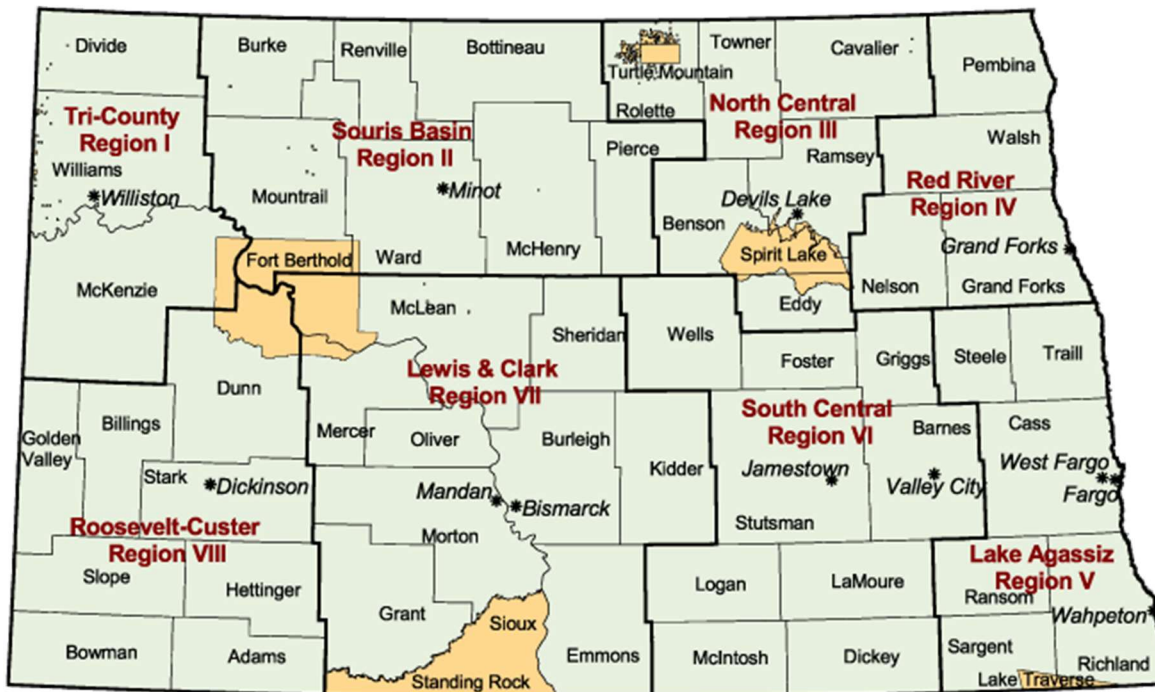 Divide
Burke
Renville
Bottineau
Towner
Cavalier
Pembina
Turtle Mountain
Rolette
Tri-County
Region I
Souris Basin
Region II
North Central
Region III
Pierce
Ramsey
Walsh
Williams
Williston
Mountrail
Minot
Devils Lake
Red River
Region IV
Benson
McHenry
Grand Forks
Fort Berthold
Ward
Spirit Lake
McKenzie
Nelson
Grand Forks
McLean
Eddy
Sheridan
Wells
Foster
Griggs
Steele
Traill
Lewis & Clark
Region VII
Dunn
South Central
Region VI
Golden
Valley
Billings
Mercer
Oliver
Burleigh
Barnes
Cass
Kidder
Jamestown
West Fargo
Fargo
Stark
Dickinson
Mandan
Bismarck
Valley City
Stutsman
Roosevelt-Custer
Region VIII
Morton
Lake Agassiz
Region V
Slope
Hettinger
Logan
LaMoure
Ransom
Grant
Sioux
Wahpeton
Bowman
Adams
Emmons
McIntosh
Dickey
Sargent
Richland
Standing Rock
Lake Traverse